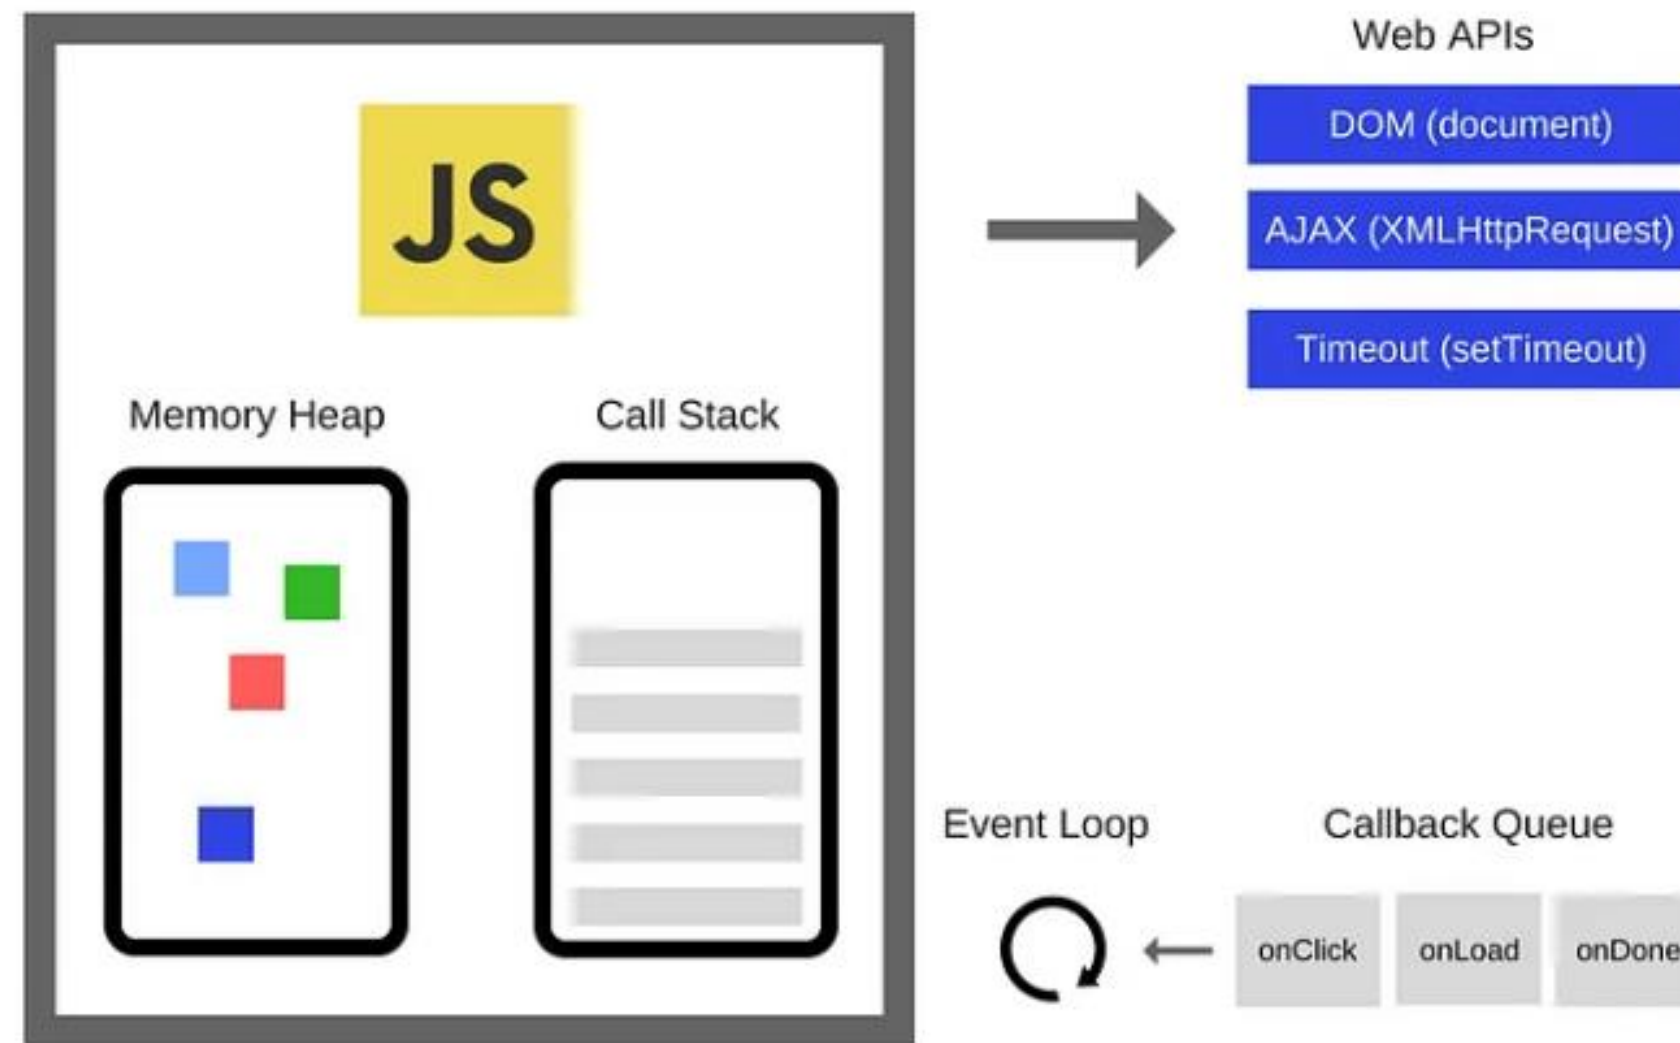 JS
Memory Heap
Call Stack
Web APIs
DOM (document)
AJAX (XMLHttpRequest)
Timeout (setTimeout)
Event Loop
Callback Queue
onClick
onLoad
onDone